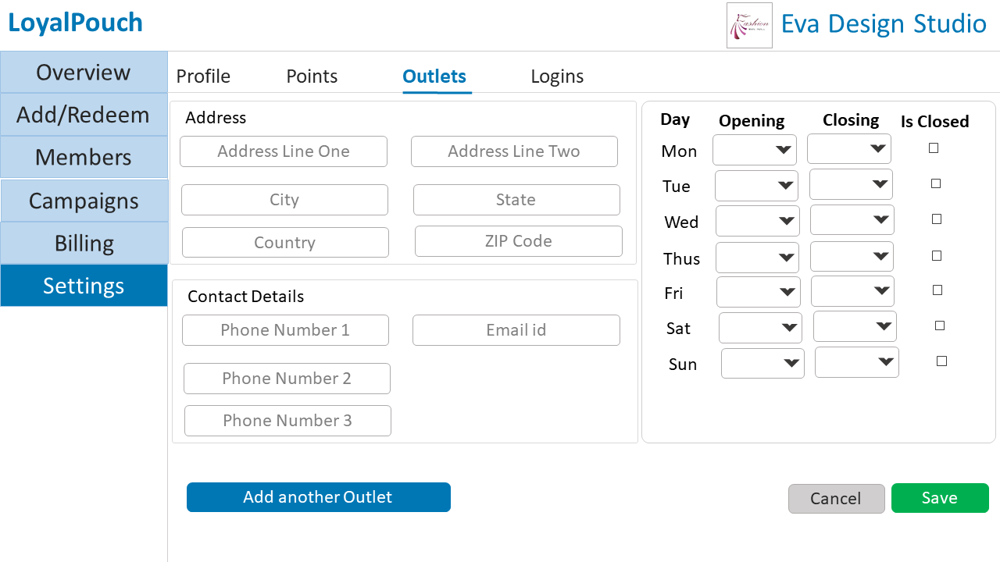 LoyalPouch
Fashion
Eva Design Studio
Overview
Add/Redeem
Members
Campaigns
Billing
Settings
Profile Points Outlets Logins
Address
Address Line One Address Line Two
City State
Country ZIP Code
Contact Details
Phone Number 1 Email id
Phone Number 2
Phone Number 3
Day Opening Closing Is Closed
Mon
Tue
Wed
Thus
Fri
Sat
Sun
Add another Outlet
Cancel Save